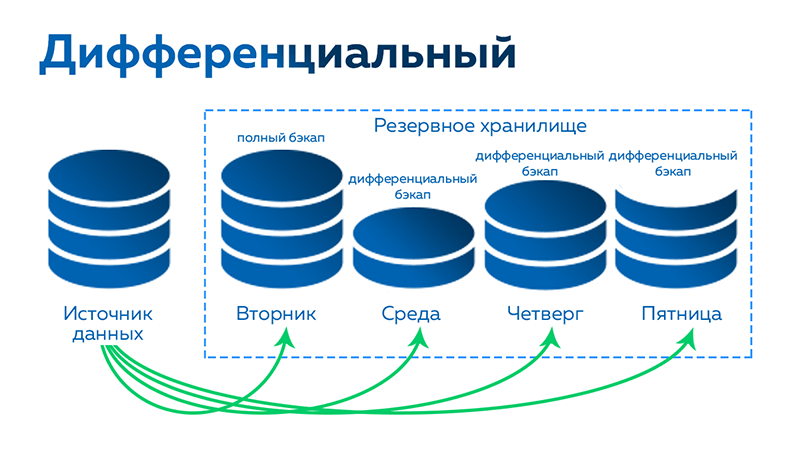 Дифференциальный
Резервное хранилище
полный бэкап
дифференциальный
бэкап
дифференциальный
бэкап
дифференциальный
бэкап
Источник
данных
Вторник
Среда
Четверг
Пятница